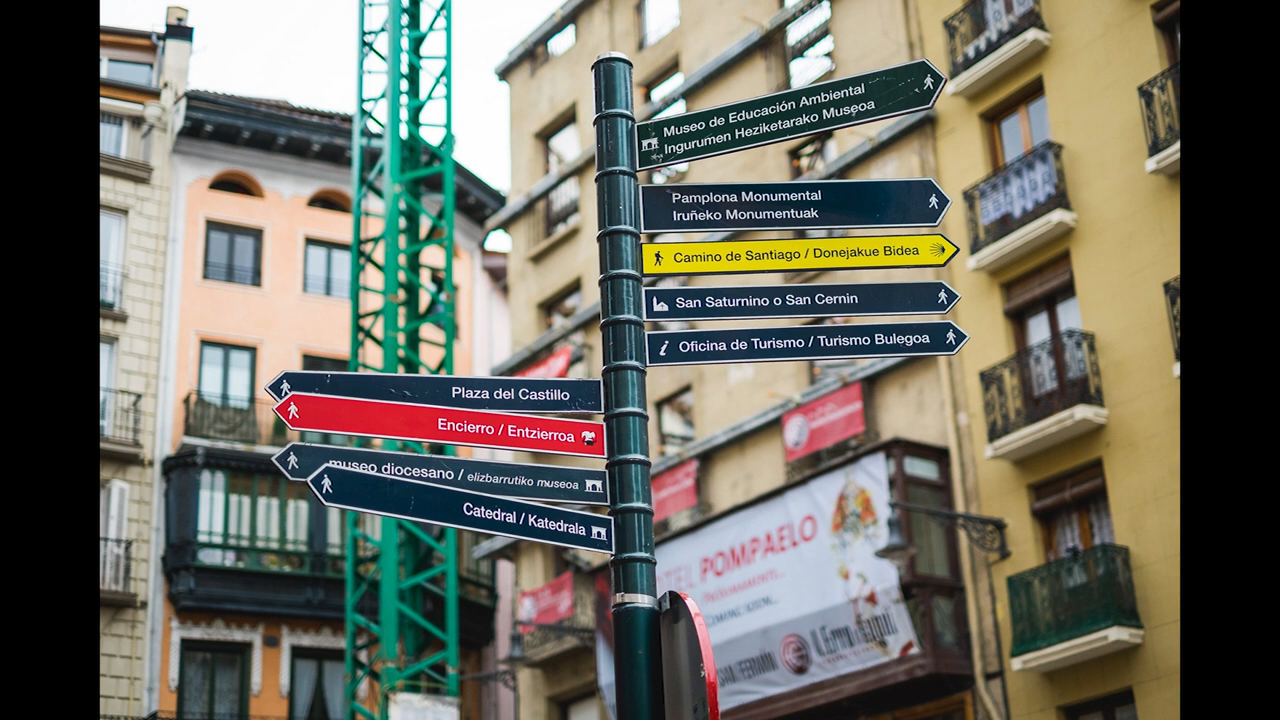 Museo de Educación Ambiental
Ingurumen Heziketarako Museoa
Pamplona Monumental
Iruñeko Monumentuak
Camino de Santiago / Donejakue Bidea
San Saturnino o San Cernin
i Oficina de Turismo / Turismo Bulegoa
Plaza del Castillo
Encierro / Entzierroa
museo diocesano / elizbarrutiko museoa
Catedral / Katedrala
POMPAELO